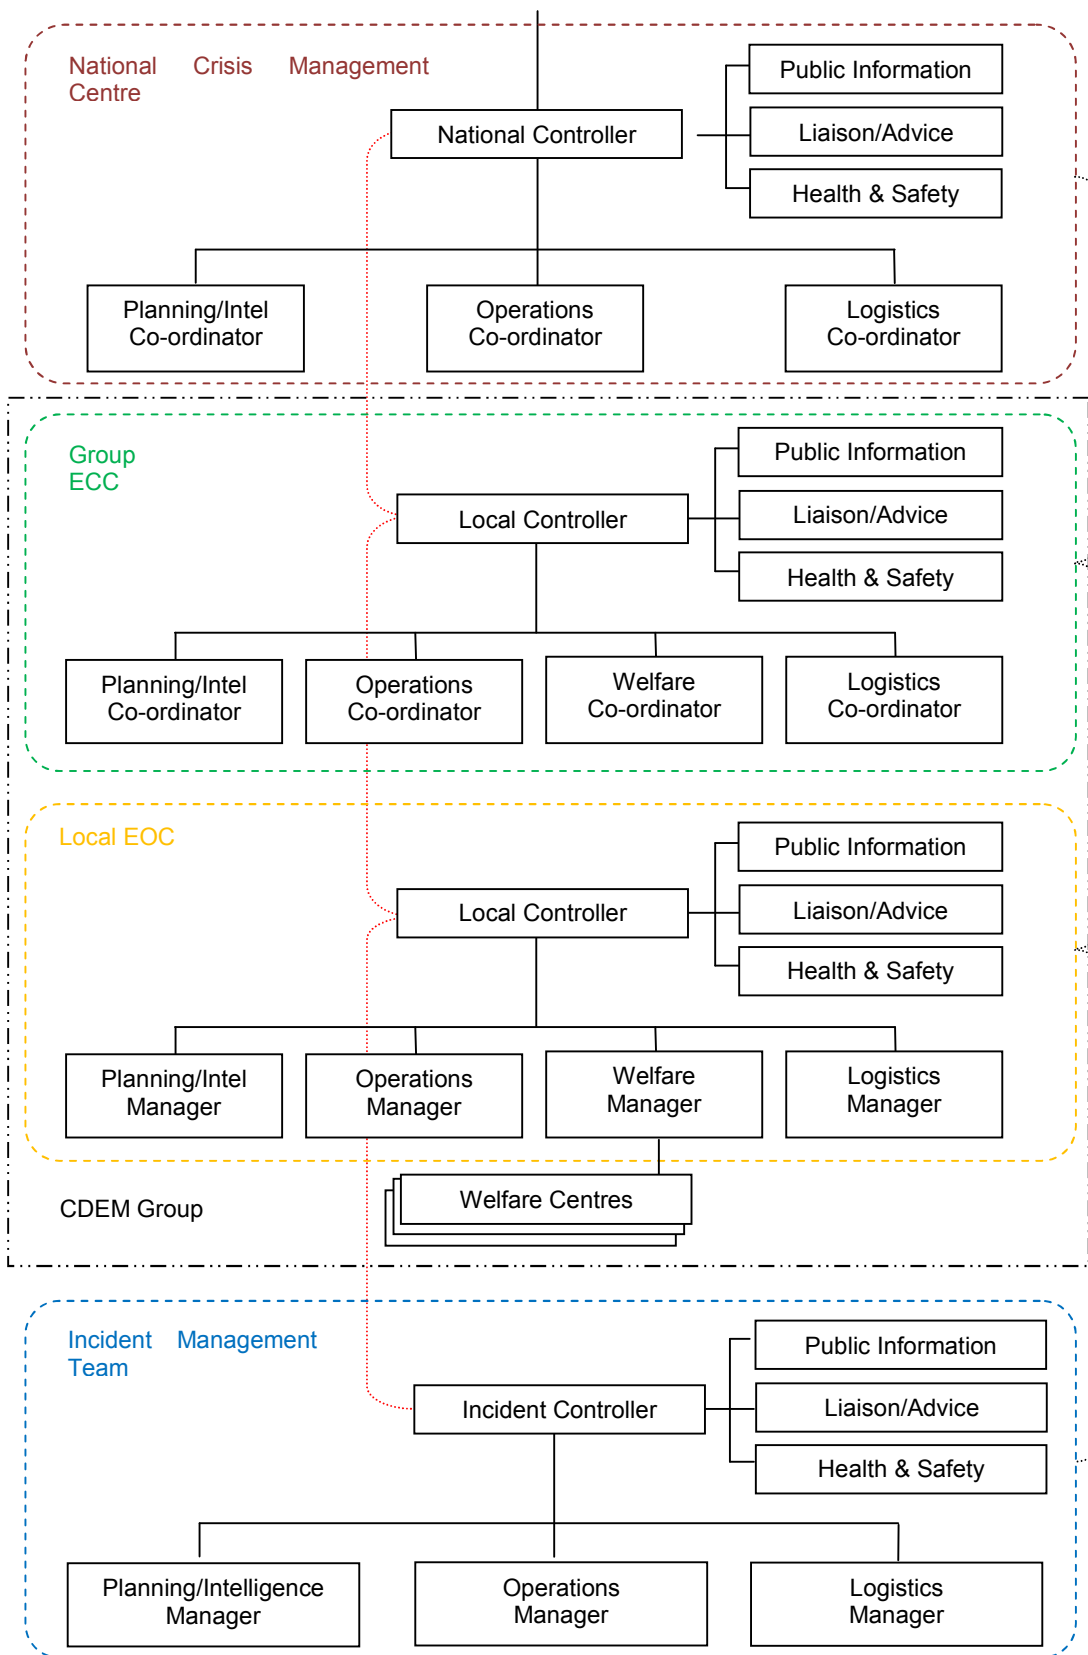 National Crisis Management
Centre
Public Information
National Controller
Liaison/Advice
Health & Safety
Planning/Intel
Co-ordinator
Operations
Co-ordinator
Logistics
Co-ordinator
Group
ECC
Public Information
Local Controller
Liaison/Advice
Health & Safety
Planning/Intel
Co-ordinator
Operations
Co-ordinator
Welfare
Co-ordinator
Logistics
Co-ordinator
Local EOC
Public Information
Local Controller
Liaison/Advice
Health & Safety
Planning/Intel
Manager
Operations
Manager
Welfare
Manager
Logistics
Manager
Welfare Centres
CDEM Group
Incident Management
Team
Public Information
Incident Controller
Liaison/Advice
Health & Safety
Planning/Intelligence
Manager
Operations
Manager
Logistics
Manager